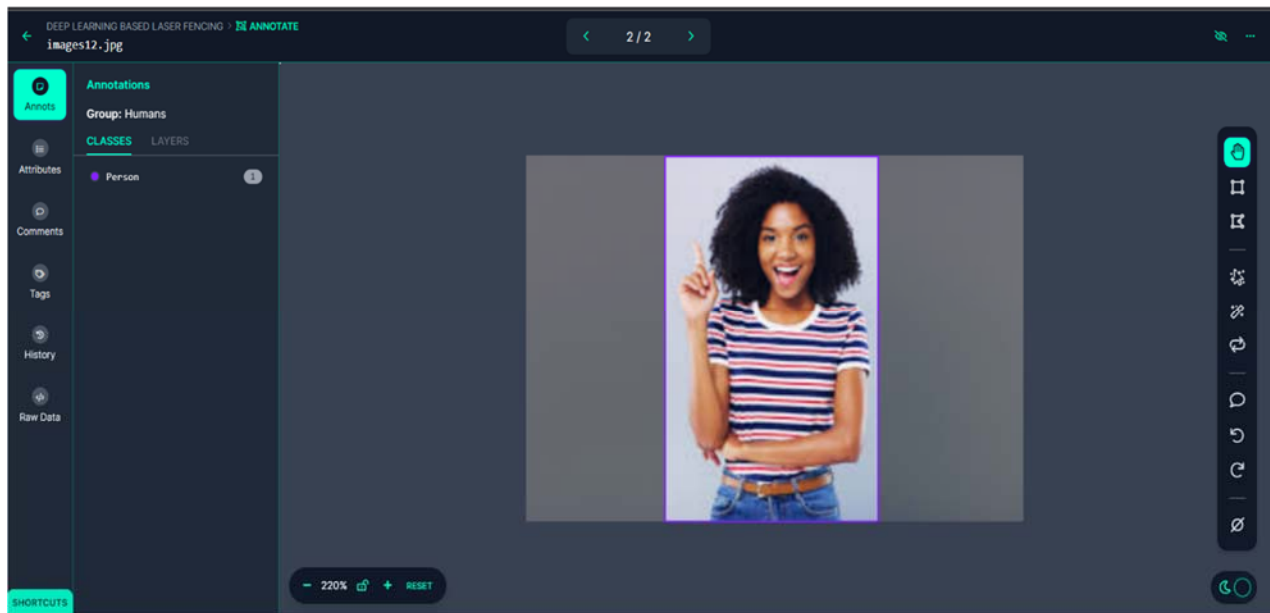 DEEP LEARNING BASED LASER FENCING > ANNOTATE
images12.jpg
2 / 2
Annots
Attributes
Comments
Tags
History
Raw Data
SHORTCUTS
Annotations
Group: Humans
CLASSES LAYERS
Person 1
220% RESET